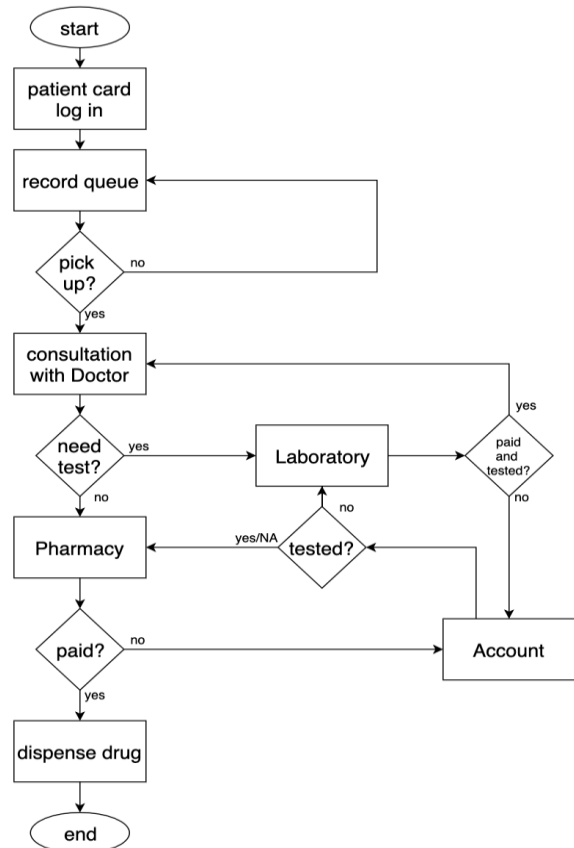 start
patient card
log in
record queue
pick
up?
no
yes
consultation
with Doctor
need
test?
yes
no
Laboratory
paid
and
tested?
yes
no
Pharmacy
yes/NA
tested?
no
paid?
no
yes
Account
dispense drug
end